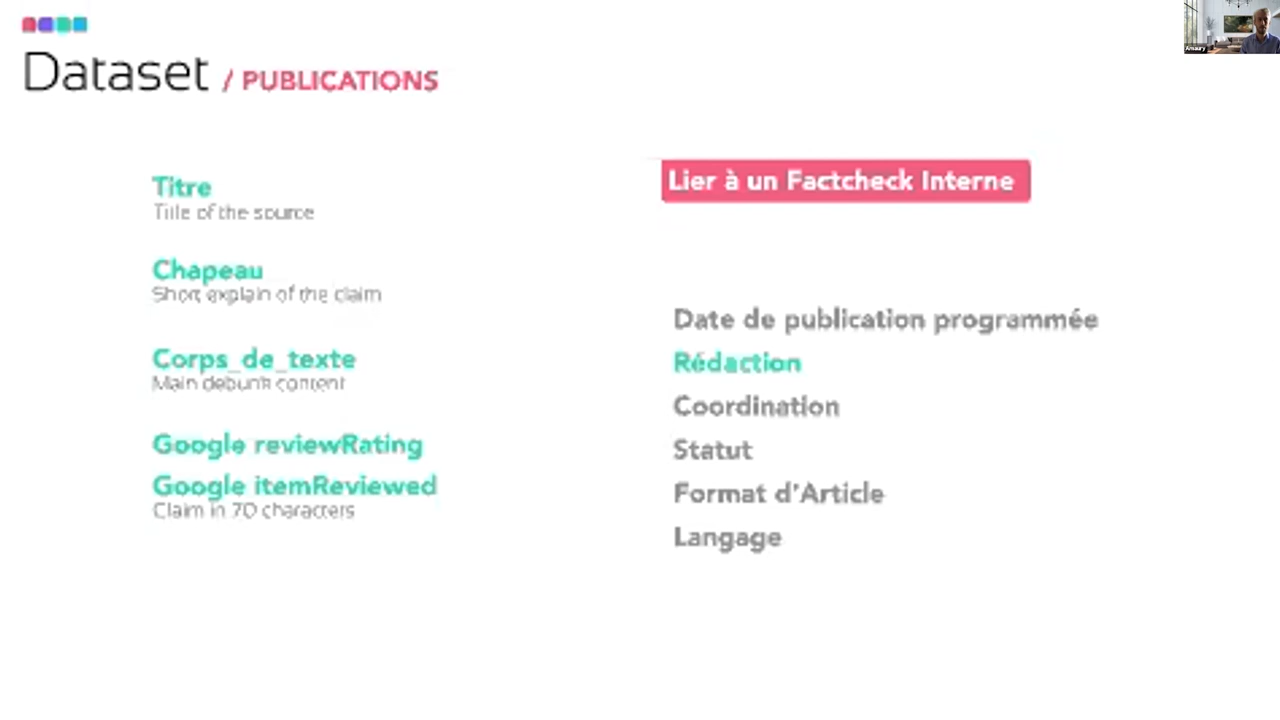 Dataset / PUBLICATIONS
Titre
Title of the source
Chapeau
Short explain of the claim
Corps_de_texte
Main debunk content
Google reviewRating
Google itemReviewed
Claim in 70 characters
Lier à un Factcheck Interne
Date de publication programmée
Rédaction
Coordination
Statut
Format d'Article
Langage
Amaury